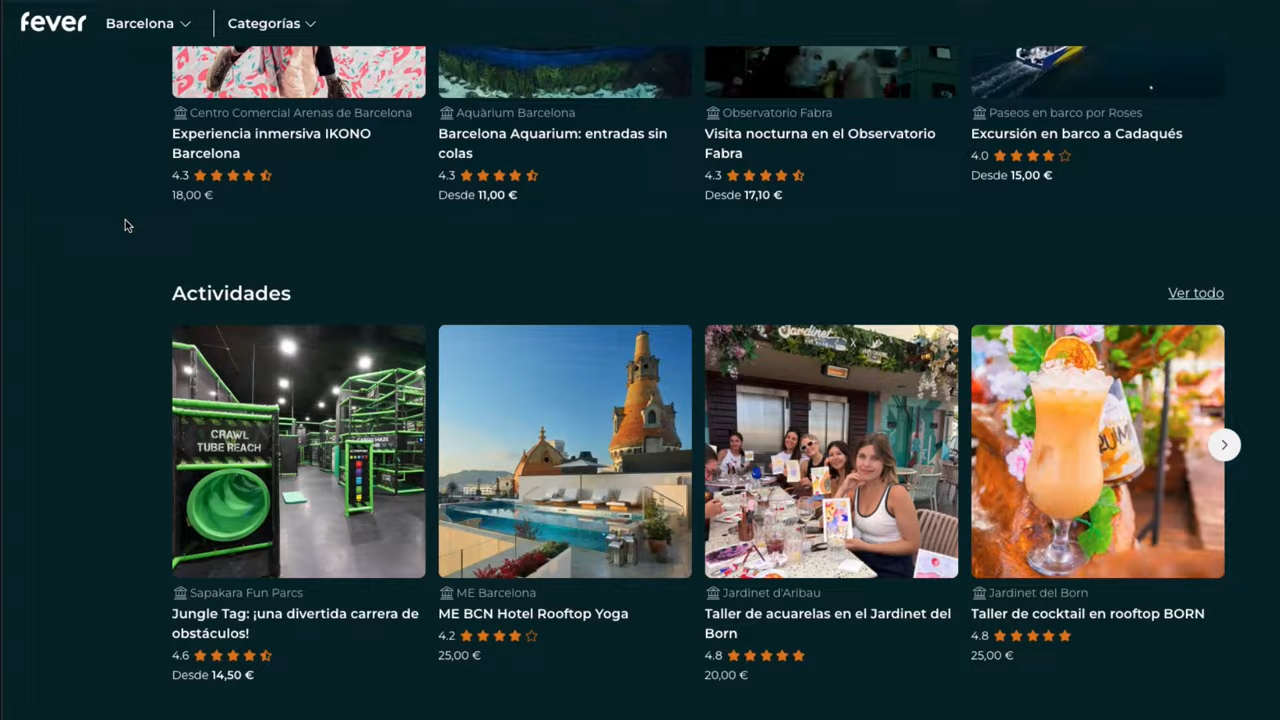 fever
Barcelona
Categorías
Centro Comercial Arenas de Barcelona
Experiencia inmersiva IKONO
Barcelona
4.3
18,00 €
Aquàrium Barcelona
Barcelona Aquarium: entradas sin
colas
4.3
Desde 11,00 €
Observatorio Fabra
Visita nocturna en el Observatorio
Fabra
4.3
Desde 17,10 €
Paseos en barco por Roses
Excursión en barco a Cadaqués
4.0
Desde 15,00 €
Actividades
Ver todo
CRAWL
TUBE REACH
Jardinet
Sapakara Fun Parcs
Jungle Tag: ¡una divertida carrera de
obstáculos!
4.6
Desde 14,50 €
ME Barcelona
ME BCN Hotel Rooftop Yoga
4.2
25,00 €
Jardinet d'Aribau
Taller de acuarelas en el Jardinet del
Born
4.8
20,00 €
Jardinet del Born
Taller de cocktail en rooftop BORN
4.8
25,00 €